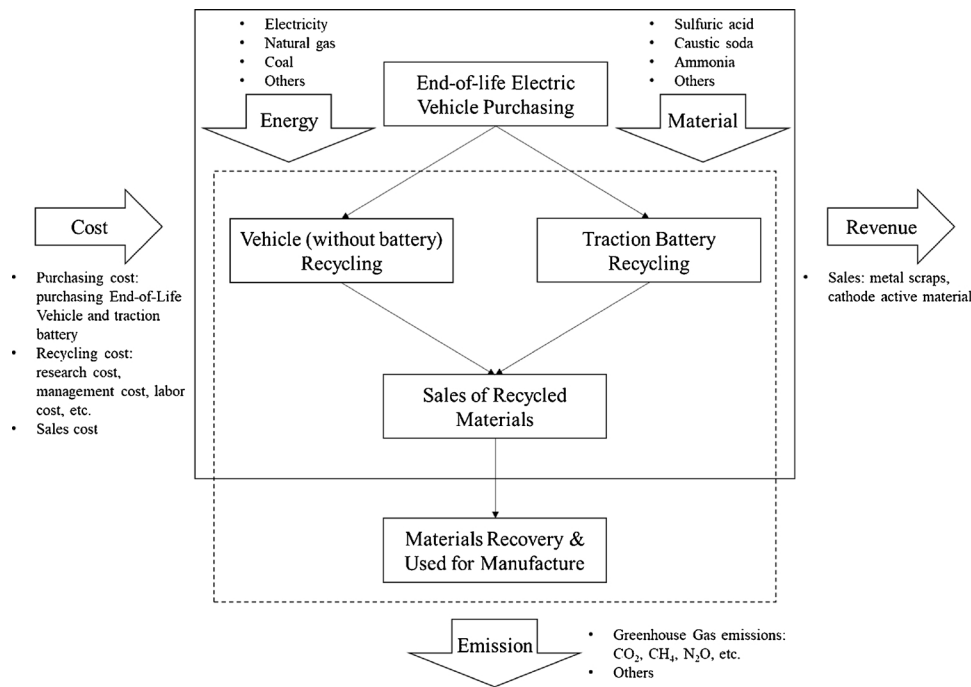 • Electricity
• Natural gas
• Coal
• Others
• Sulfuric acid
• Caustic soda
• Ammonia
• Others
Energy
End-of-life Electric
Vehicle Purchasing
Material
Cost
Vehicle (without battery)
Recycling
Traction Battery
Recycling
Revenue
• Purchasing cost:
purchasing End-of-Life
Vehicle and traction
battery
• Recycling cost:
research cost,
management cost, labor
cost, etc.
• Sales cost
• Sales: metal scraps,
cathode active material
Sales of Recycled
Materials
Materials Recovery &
Used for Manufacture
Emission
• Greenhouse Gas emissions:
CO₂, CH₄, N₂O, etc.
• Others